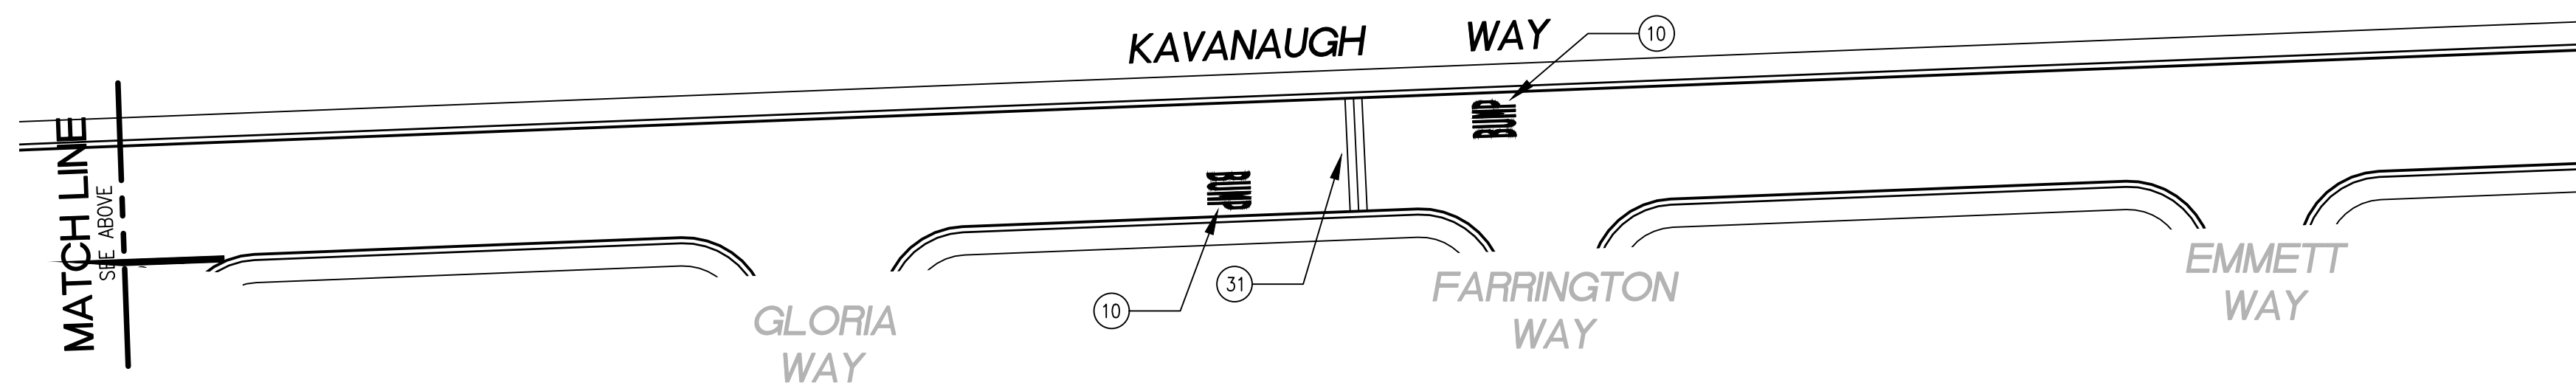 KAVANAUGH WAY
10
MATCH LINE
SEE ABOVE
BUMP
BUMP
31
10
GLORIA
WAY
FARRINGTON
WAY
EMMETT
WAY